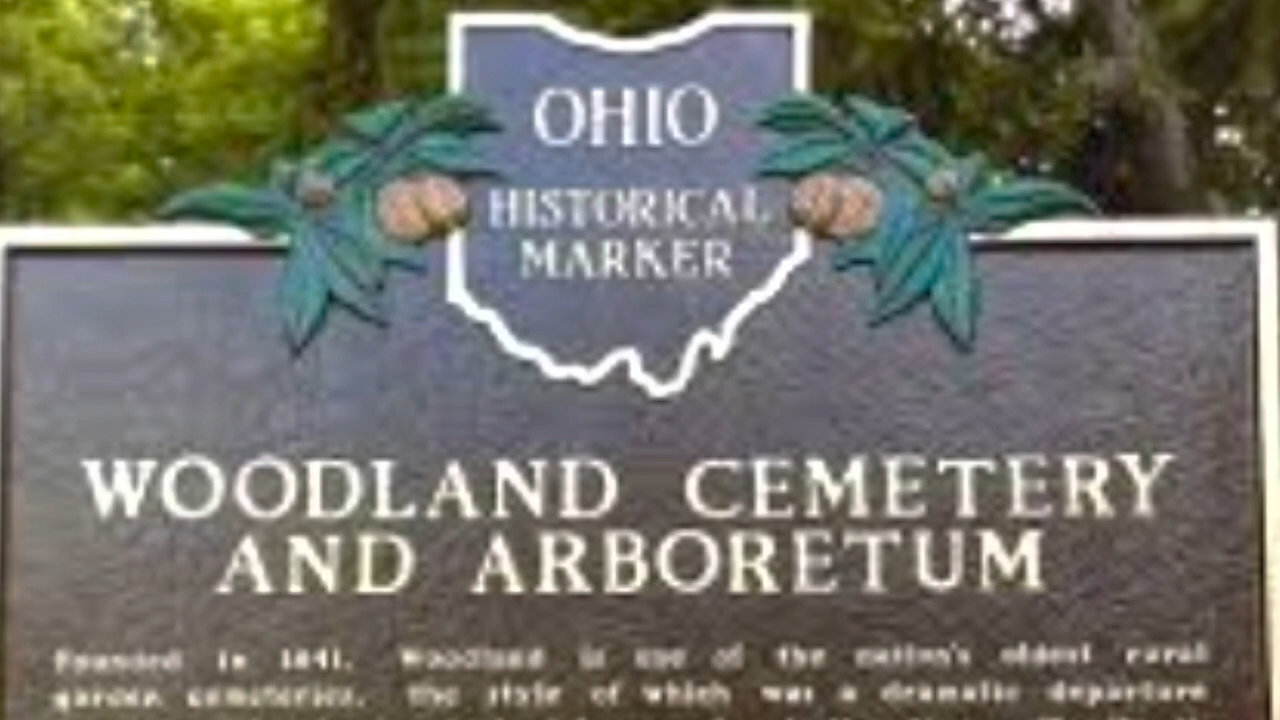 OHIO
HISTORICAL
MARKER
WOODLAND CEMETERY
AND ARBORETUM
Founded in 1841, Woodland is one of the nation's oldest rural
garden cemeteries, the style of which was a dramatic departure